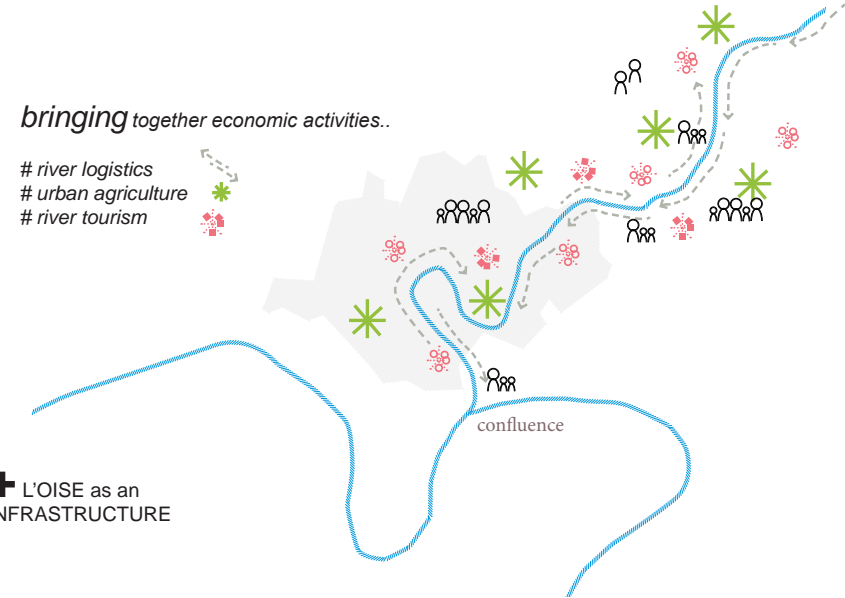 bringing together economic activities..
# river logistics
# urban agriculture
# river tourism
confluence
+ L'OISE as an
NFRASTRUCTURE